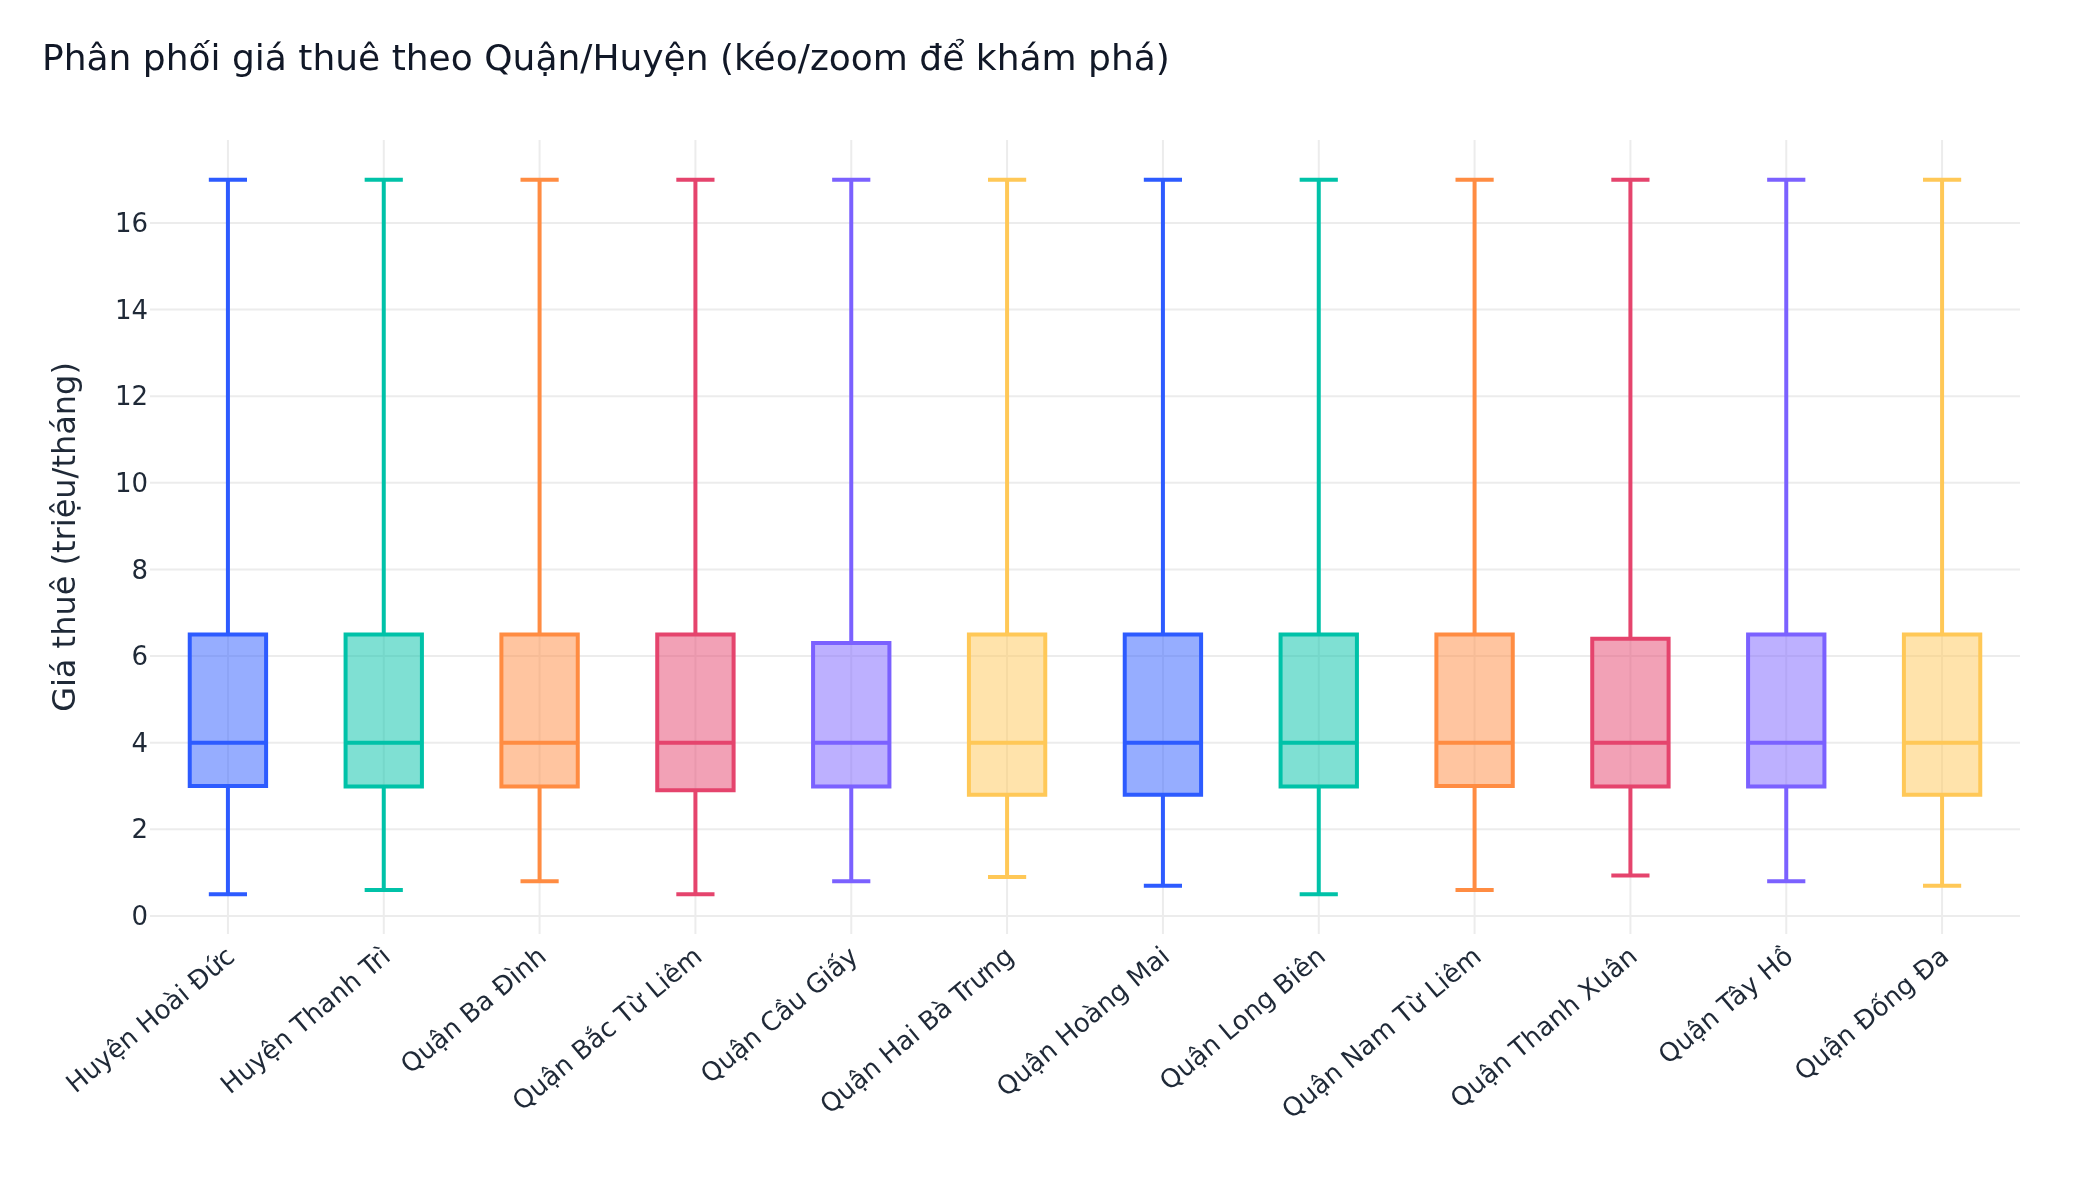 Phân phối giá thuê theo Quận/Huyện (kéo/zoom để khám phá)
Giá thuê (triệu/tháng)
16
14
12
10
8
6
4
2
0
Huyện Hoài Đức
Huyện Thanh Trì
Quận Ba Đình
Quận Bắc Từ Liêm
Quận Cầu Giấy
Quận Hai Bà Trưng
Quận Hoàng Mai
Quận Long Biên
Quận Nam Từ Liêm
Quận Thanh Xuân
Quận Tây Hồ
Quận Đống Đa